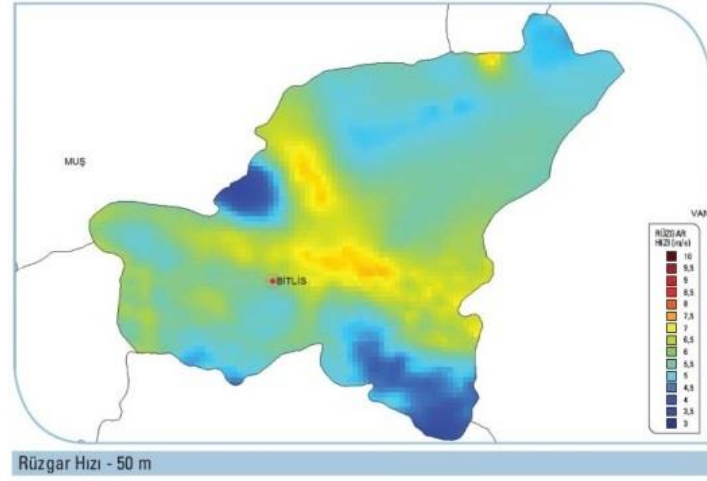 MUŞ
VAN
BİTLİS
RÜZGAR
HIZI (m/s)
10
9,5
9
8,5
8
7,5
7
6,5
6
5,5
5
4,5
4
3,5
3
Rüzgar Hızı - 50 m